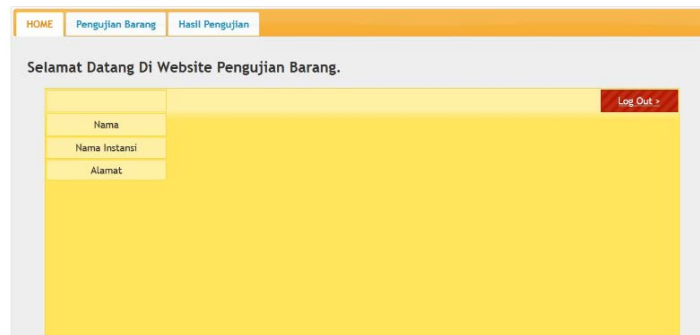 HOME Pengujian Barang Hasil Pengujian
Selamat Datang Di Website Pengujian Barang.
Log Out >
Nama
Nama Instansi
Alamat